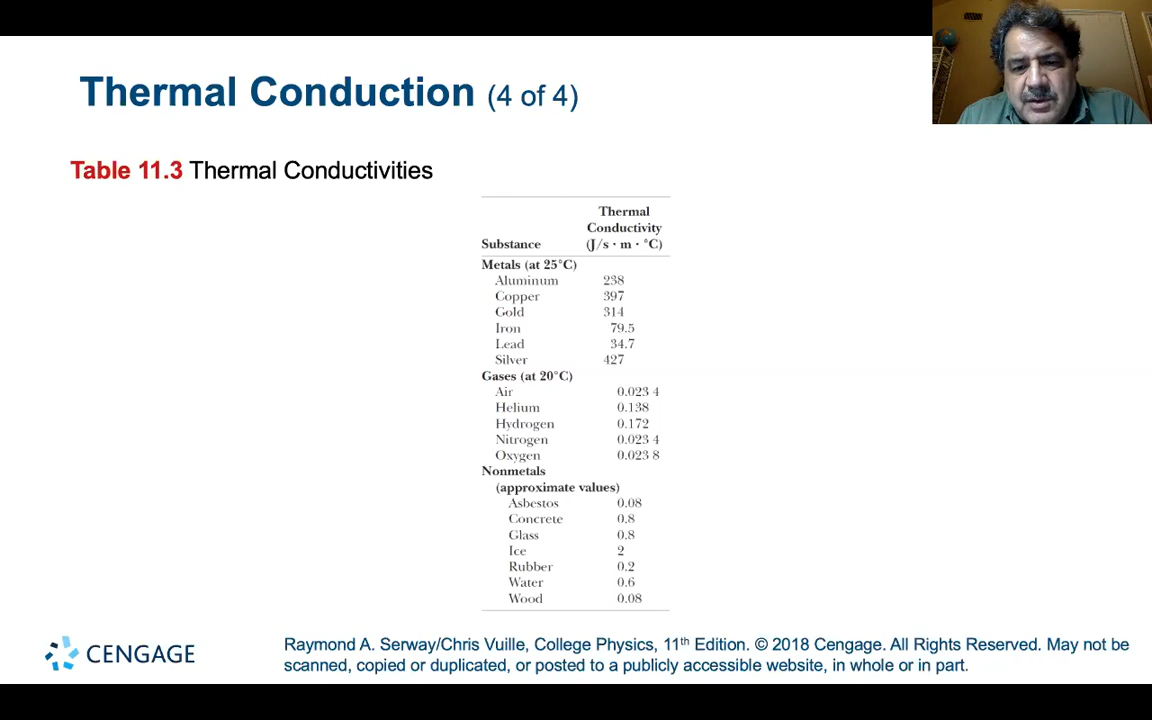 Thermal Conduction (4 of 4)
Table 11.3 Thermal Conductivities
Thermal
Conductivity
Substance (J/s · m · °C)
Metals (at 25°C)
Aluminum 238
Copper 397
Gold 314
Iron 79.5
Lead 34.7
Silver 427
Gases (at 20°C)
Air 0.023 4
Helium 0.138
Hydrogen 0.172
Nitrogen 0.023 4
Oxygen 0.023 8
Nonmetals
(approximate values)
Asbestos 0.08
Concrete 0.8
Glass 0.8
Ice 2
Rubber 0.2
Water 0.6
Wood 0.08
CENGAGE
Raymond A. Serway/Chris Vuille, College Physics, 11th Edition. © 2018 Cengage. All Rights Reserved. May not be
scanned, copied or duplicated, or posted to a publicly accessible website, in whole or in part.